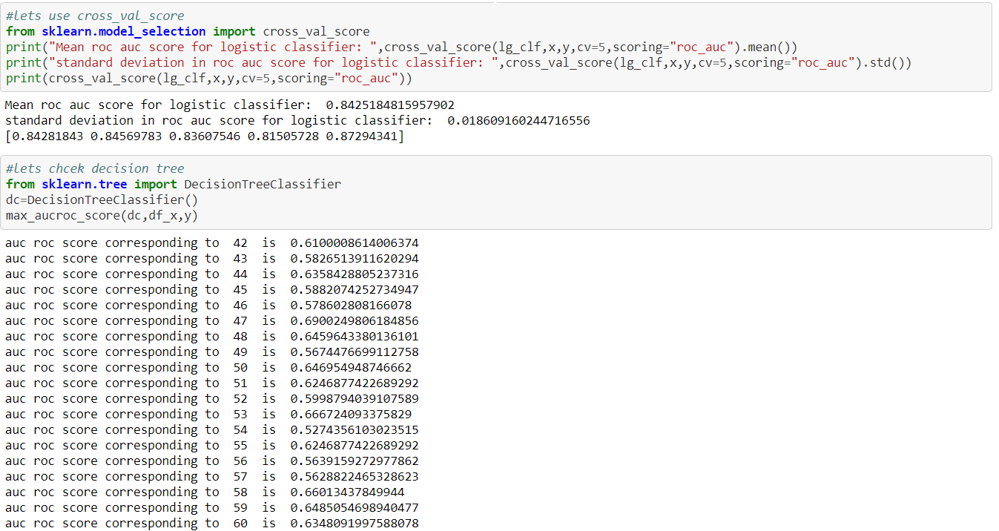 #lets use cross_val_score
from sklearn.model_selection import cross_val_score
print("Mean roc auc score for logistic classifier: ",cross_val_score(lg_clf,x,y,cv=5,scoring="roc_auc").mean())
print("standard deviation in roc auc score for logistic classifier: ",cross_val_score(lg_clf,x,y,cv=5,scoring="roc_auc").std())
print(cross_val_score(lg_clf,x,y,cv=5,scoring="roc_auc"))
Mean roc auc score for logistic classifier:  0.8425184815957902
standard deviation in roc auc score for logistic classifier:  0.018609160244716556
[0.84281843 0.84569783 0.83607546 0.81505728 0.87294341]
#lets chcek decision tree
from sklearn.tree import DecisionTreeClassifier
dc=DecisionTreeClassifier()
max_aucroc_score(dc,df_x,y)
auc roc score corresponding to  42  is  0.6100008614006374
auc roc score corresponding to  43  is  0.5826513911620294
auc roc score corresponding to  44  is  0.6358428805237316
auc roc score corresponding to  45  is  0.5882074252734947
auc roc score corresponding to  46  is  0.578602808166078
auc roc score corresponding to  47  is  0.6900249806184856
auc roc score corresponding to  48  is  0.6459643380136101
auc roc score corresponding to  49  is  0.5674476699112758
auc roc score corresponding to  50  is  0.646954948746662
auc roc score corresponding to  51  is  0.6246877422689292
auc roc score corresponding to  52  is  0.5998794039107589
auc roc score corresponding to  53  is  0.666724093375829
auc roc score corresponding to  54  is  0.5274356103023515
auc roc score corresponding to  55  is  0.6246877422689292
auc roc score corresponding to  56  is  0.5639159272977862
auc roc score corresponding to  57  is  0.5628822465328623
auc roc score corresponding to  58  is  0.66013437849944
auc roc score corresponding to  59  is  0.6485054698940477
auc roc score corresponding to  60  is  0.6348091997588078